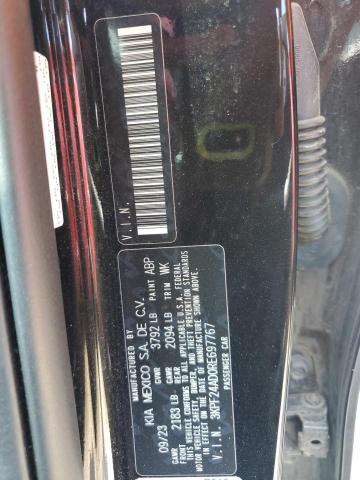 V.I.N.
MANUFACTURED BY
KIA MEXICO S.A. DE C.V.
09/23 GVWR 3792 LB PAINT ABP
GAWR FRONT 2183 LB GAWR REAR 2094 LB TRIM WK
THIS VEHICLE CONFORMS TO ALL APPLICABLE U.S.A. FEDERAL
MOTOR VEHICLE SAFETY, BUMPER, AND THEFT PREVENTION
STANDARDS IN EFFECT ON THE DATE OF MANUFACTURE SHOWN ABOVE.
V.I.N. 3KPF24AD0RE697767
PASSENGER CAR